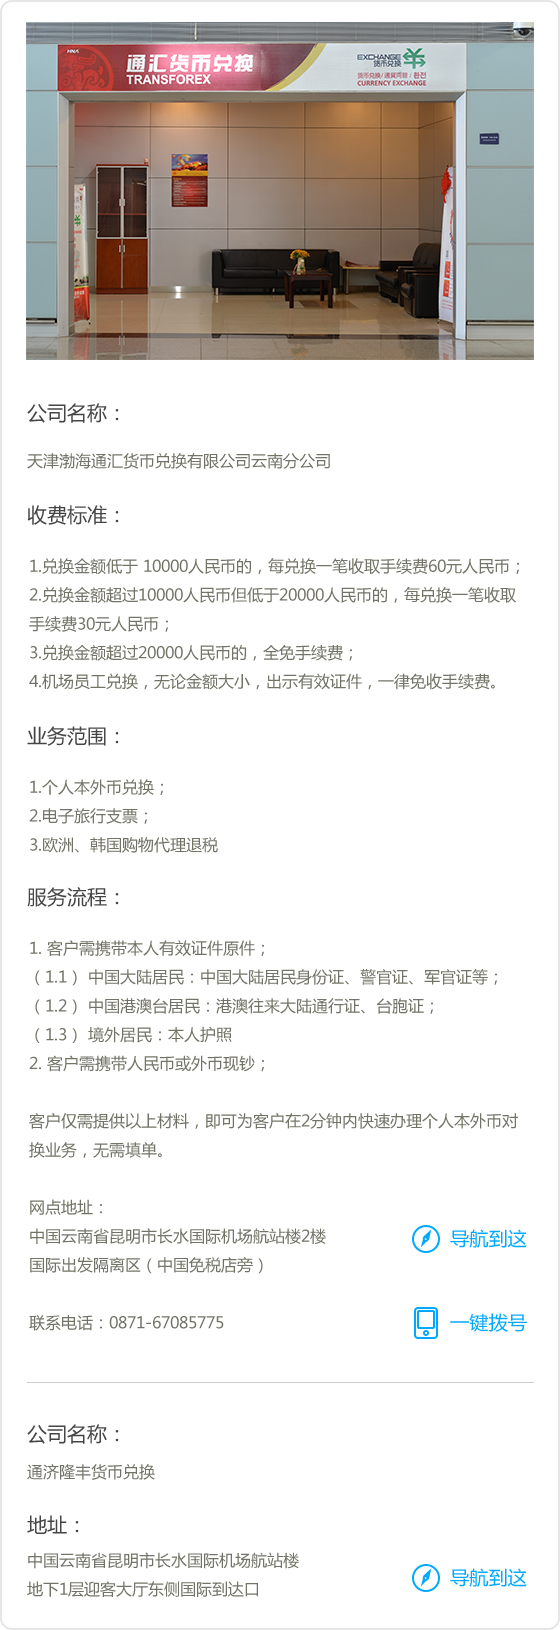 HNA
通汇货币兑换
TRANSFOREX
EXCHANGE
货币兑换
CURRENCY EXCHANGE
公司名称：
天津渤海通汇货币兑换有限公司云南分公司
收费标准：
1.兑换金额低于 10000人民币的，每兑换一笔收取手续费60元人民币；
2.兑换金额超过10000人民币但低于20000人民币的，每兑换一笔收取
手续费30元人民币；
3.兑换金额超过20000人民币的，全免手续费；
4.机场员工兑换，无论金额大小，出示有效证件，一律免收手续费。
业务范围：
1.个人本外币兑换；
2.电子旅行支票；
3.欧洲、韩国购物代理退税
服务流程：
1. 客户需携带本人有效证件原件；
（1.1） 中国大陆居民：中国大陆居民身份证、警官证、军官证等；
（1.2） 中国港澳台居民：港澳往来大陆通行证、台胞证；
（1.3） 境外居民：本人护照
2. 客户需携带人民币或外币现钞；
客户仅需提供以上材料，即可为客户在2分钟内快速办理个人本外币对
换业务，无需填单。
网点地址：
中国云南省昆明市长水国际机场航站楼2楼
国际出发隔离区（中国免税店旁）
导航到这
联系电话：0871-67085775
一键拨号
公司名称：
通济隆丰货币兑换
地址：
中国云南省昆明市长水国际机场航站楼
地下1层迎客大厅东侧国际到达口
导航到这